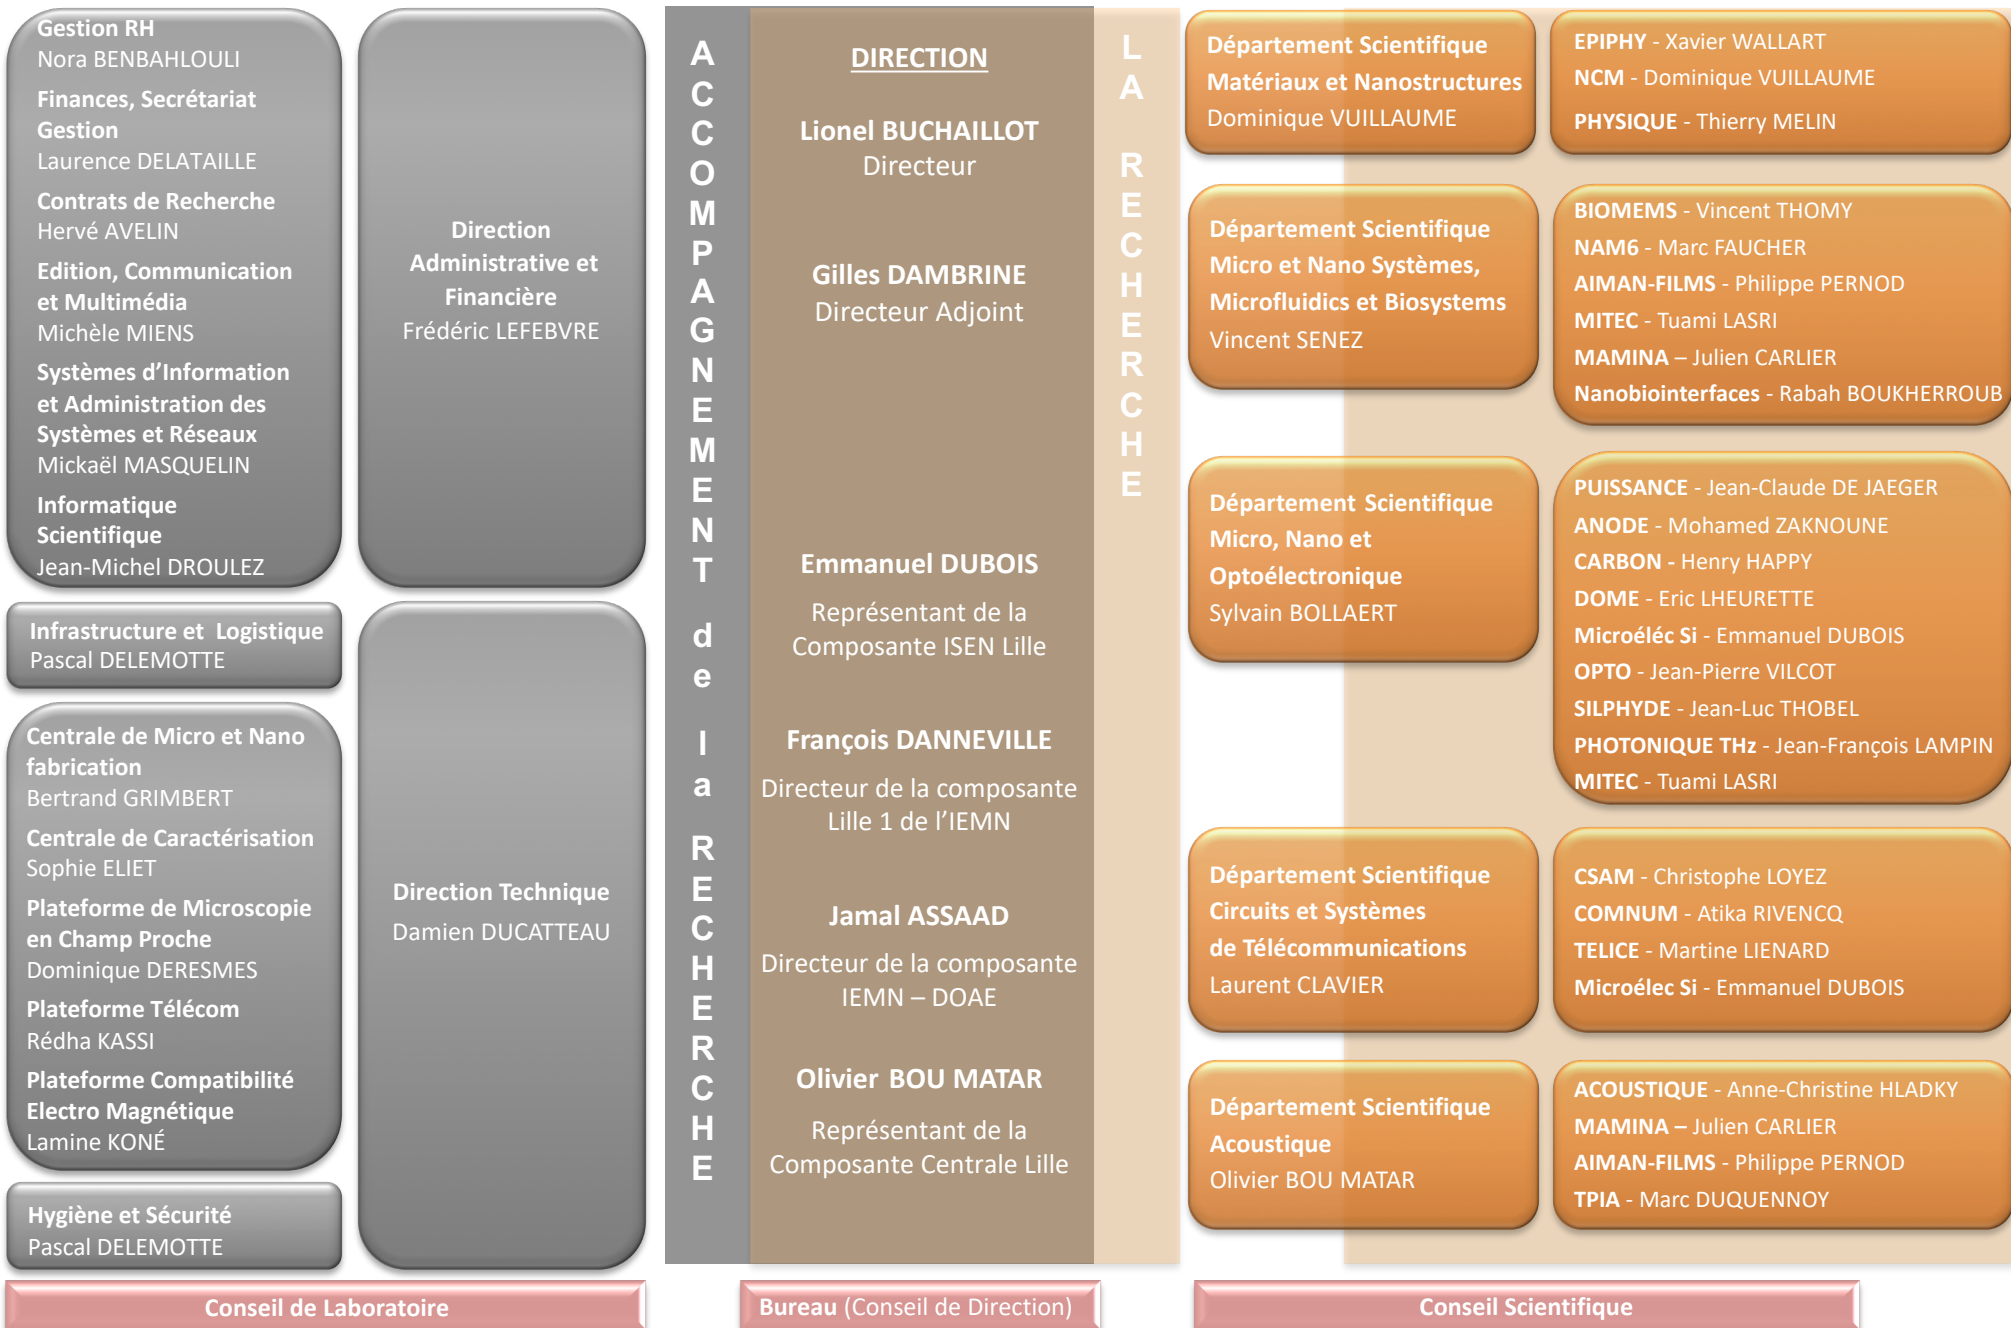 Gestion RH
Nora BENBAHLOULI
Finances, Secrétariat
Gestion
Laurence DELATAILLE
Contrats de Recherche
Hervé AVELIN
Edition, Communication
et Multimédia
Michèle MIENS
Systèmes d’Information
et Administration des
Systèmes et Réseaux
Mickaël MASQUELIN
Informatique
Scientifique
Jean-Michel DROULEZ
Infrastructure et Logistique
Pascal DELEMOTTE
Centrale de Micro et Nano
fabrication
Bertrand GRIMBERT
Centrale de Caractérisation
Sophie ELIET
Plateforme de Microscopie
en Champ Proche
Dominique DERESMES
Plateforme Télécom
Rédha KASSI
Plateforme Compatibilité
Electro Magnétique
Lamine KONÉ
Hygiène et Sécurité
Pascal DELEMOTTE
Direction
Administrative et
Financière
Frédéric LEFEBVRE
Direction Technique
Damien DUCATTEAU
Conseil de Laboratoire
ACCOMPAGNEMENT de la RECHERCHE
DIRECTION
Lionel BUCHAILLOT
Directeur
Gilles DAMBRINE
Directeur Adjoint
Emmanuel DUBOIS
Représentant de la
Composante ISEN Lille
François DANNEVILLE
Directeur de la composante
Lille 1 de l’IEMN
Jamal ASSAAD
Directeur de la composante
IEMN – DOAE
Olivier BOU MATAR
Représentant de la
Composante Centrale Lille
Bureau (Conseil de Direction)
LA RECHERCHE
Département Scientifique
Matériaux et Nanostructures
Dominique VUILLAUME
EPIPHY - Xavier WALLART
NCM - Dominique VUILLAUME
PHYSIQUE - Thierry MELIN
Département Scientifique
Micro et Nano Systèmes,
Microfluidics et Biosystems
Vincent SENEZ
BIOMEMS - Vincent THOMY
NAM6 - Marc FAUCHER
AIMAN-FILMS - Philippe PERNOD
MITEC - Tuami LASRI
MAMINA – Julien CARLIER
Nanobiointerfaces - Rabah BOUKHERROUB
Département Scientifique
Micro, Nano et
Optoélectronique
Sylvain BOLLAERT
PUISSANCE - Jean-Claude DE JAEGER
ANODE - Mohamed ZAKNOUNE
CARBON - Henry HAPPY
DOME - Eric LHEURETTE
Microéléc Si - Emmanuel DUBOIS
OPTO - Jean-Pierre VILCOT
SILPHYDE - Jean-Luc THOBEL
PHOTONIQUE THz - Jean-François LAMPIN
MITEC - Tuami LASRI
Département Scientifique
Circuits et Systèmes
de Télécommunications
Laurent CLAVIER
CSAM - Christophe LOYEZ
COMNUM - Atika RIVENCQ
TELICE - Martine LIENARD
Microélec Si - Emmanuel DUBOIS
Département Scientifique
Acoustique
Olivier BOU MATAR
ACOUSTIQUE - Anne-Christine HLADKY
MAMINA – Julien CARLIER
AIMAN-FILMS - Philippe PERNOD
TPIA - Marc DUQUENNOY
Conseil Scientifique